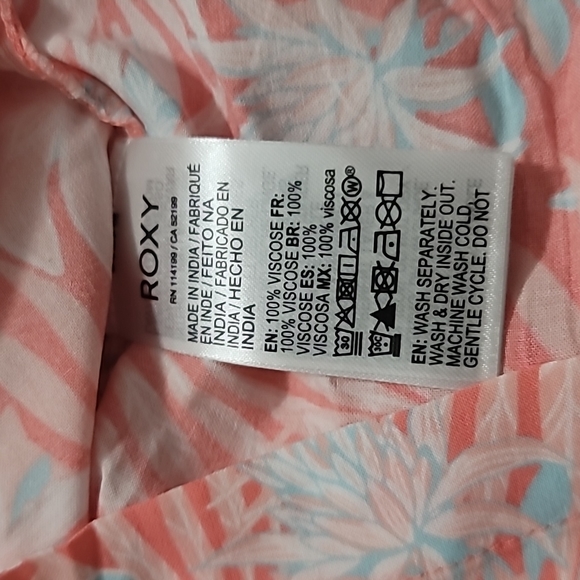 ROXY
RN 114199 / CA 52199
MADE IN INDIA / FABRIQUÉ
EN INDE / FEITO NA
INDIA / FABRICADO EN
INDIA / HECHO EN
INDIA
EN: 100% VISCOSE FR:
100% VISCOSE BR: 100%
VISCOSE ES: 100%
VISCOSA MX: 100% viscosa
30
W®
30
EN: WASH SEPARATELY.
WASH & DRY INSIDE OUT.
MACHINE WASH COLD,
GENTLE CYCLE. DO NOT